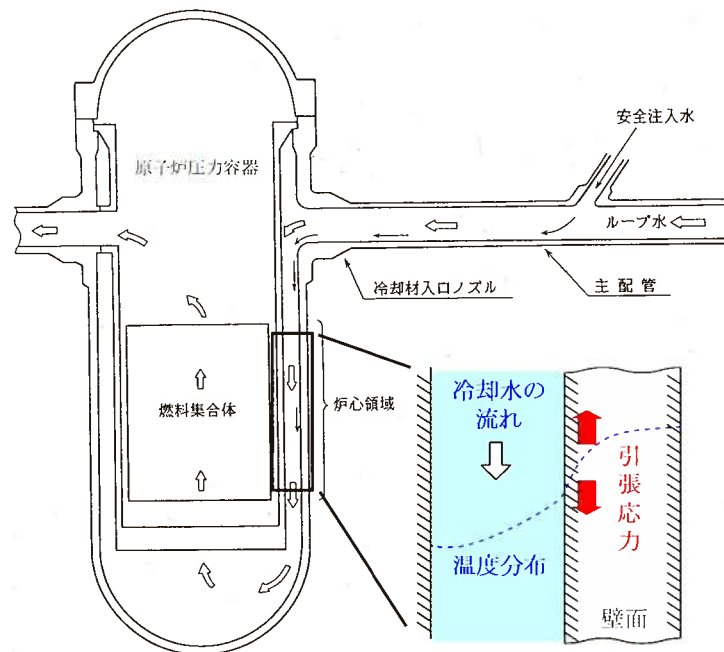 安全注入水
原子炉圧力容器
ループ水
冷却材入口ノズル
主配管
燃料集合体
炉心領域
冷却水の
流れ
引張応力
温度分布
壁面